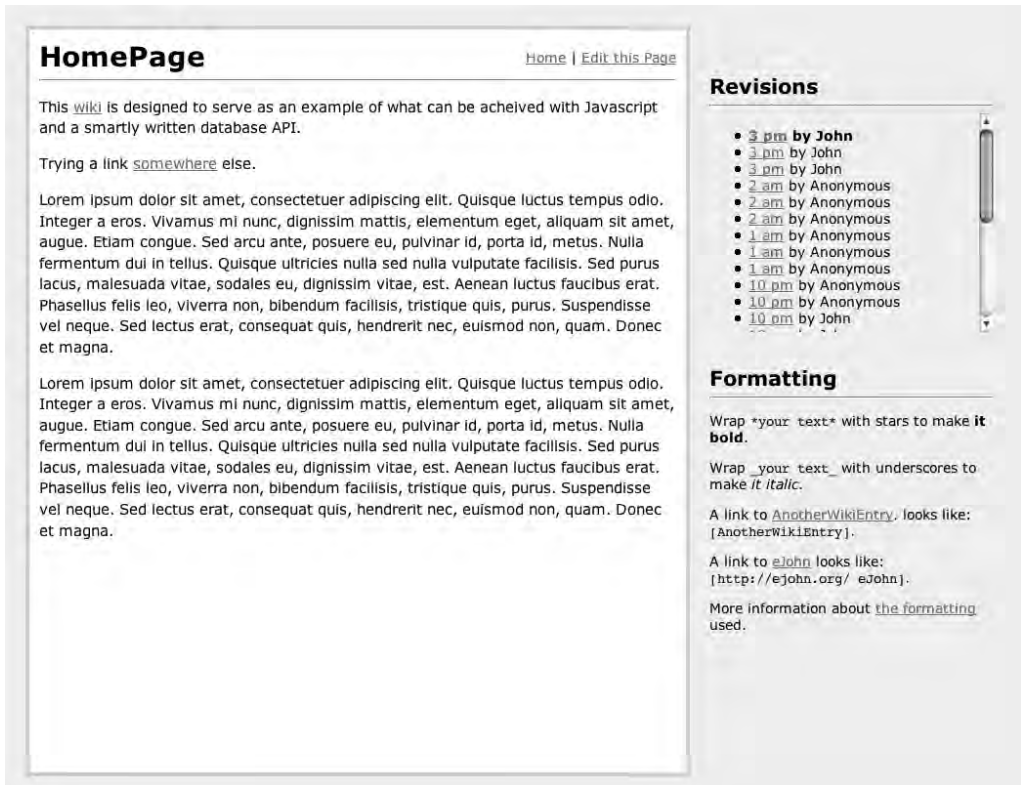 HomePage
Home | Edit this Page
This wiki is designed to serve as an example of what can be acheived with Javascript
and a smartly written database API.
Trying a link somewhere else.
Lorem ipsum dolor sit amet, consectetuer adipiscing elit. Quisque luctus tempus odio.
Integer a eros. Vivamus mi nunc, dignissim mattis, elementum eget, aliquam sit amet,
augue. Etiam congue. Sed arcu ante, posuere eu, pulvinar id, porta id, metus. Nulla
fermentum dui in tellus. Quisque ultricies nulla sed nulla vulputate facilisis. Sed purus
lacus, malesuada vitae, sodales eu, dignissim vitae, est. Aenean luctus faucibus erat.
Phasellus felis leo, viverra non, bibendum facilisis, tristique quis, purus. Suspendisse
vel neque. Sed lectus erat, consequat quis, hendrerit nec, euismod non, quam. Donec
et magna.
Lorem ipsum dolor sit amet, consectetuer adipiscing elit. Quisque luctus tempus odio.
Integer a eros. Vivamus mi nunc, dignissim mattis, elementum eget, aliquam sit amet,
augue. Etiam congue. Sed arcu ante, posuere eu, pulvinar id, porta id, metus. Nulla
fermentum dui in tellus. Quisque ultricies nulla sed nulla vulputate facilisis. Sed purus
lacus, malesuada vitae, sodales eu, dignissim vitae, est. Aenean luctus faucibus erat.
Phasellus felis leo, viverra non, bibendum facilisis, tristique quis, purus. Suspendisse
vel neque. Sed lectus erat, consequat quis, hendrerit nec, euismod non, quam. Donec
et magna.
Revisions
• 3 pm by John
• 3 pm by John
• 3 pm by John
• 2 am by Anonymous
• 2 am by Anonymous
• 2 am by Anonymous
• 1 am by Anonymous
• 1 am by Anonymous
• 1 am by Anonymous
• 10 pm by Anonymous
• 10 pm by Anonymous
• 10 pm by John
Formatting
Wrap *your text* with stars to make it
bold.
Wrap _your text_ with underscores to
make it italic.
A link to AnotherWikiEntry, looks like:
[AnotherWikiEntry].
A link to eJohn looks like:
[http://ejohn.org/ eJohn].
More information about the formatting
used.